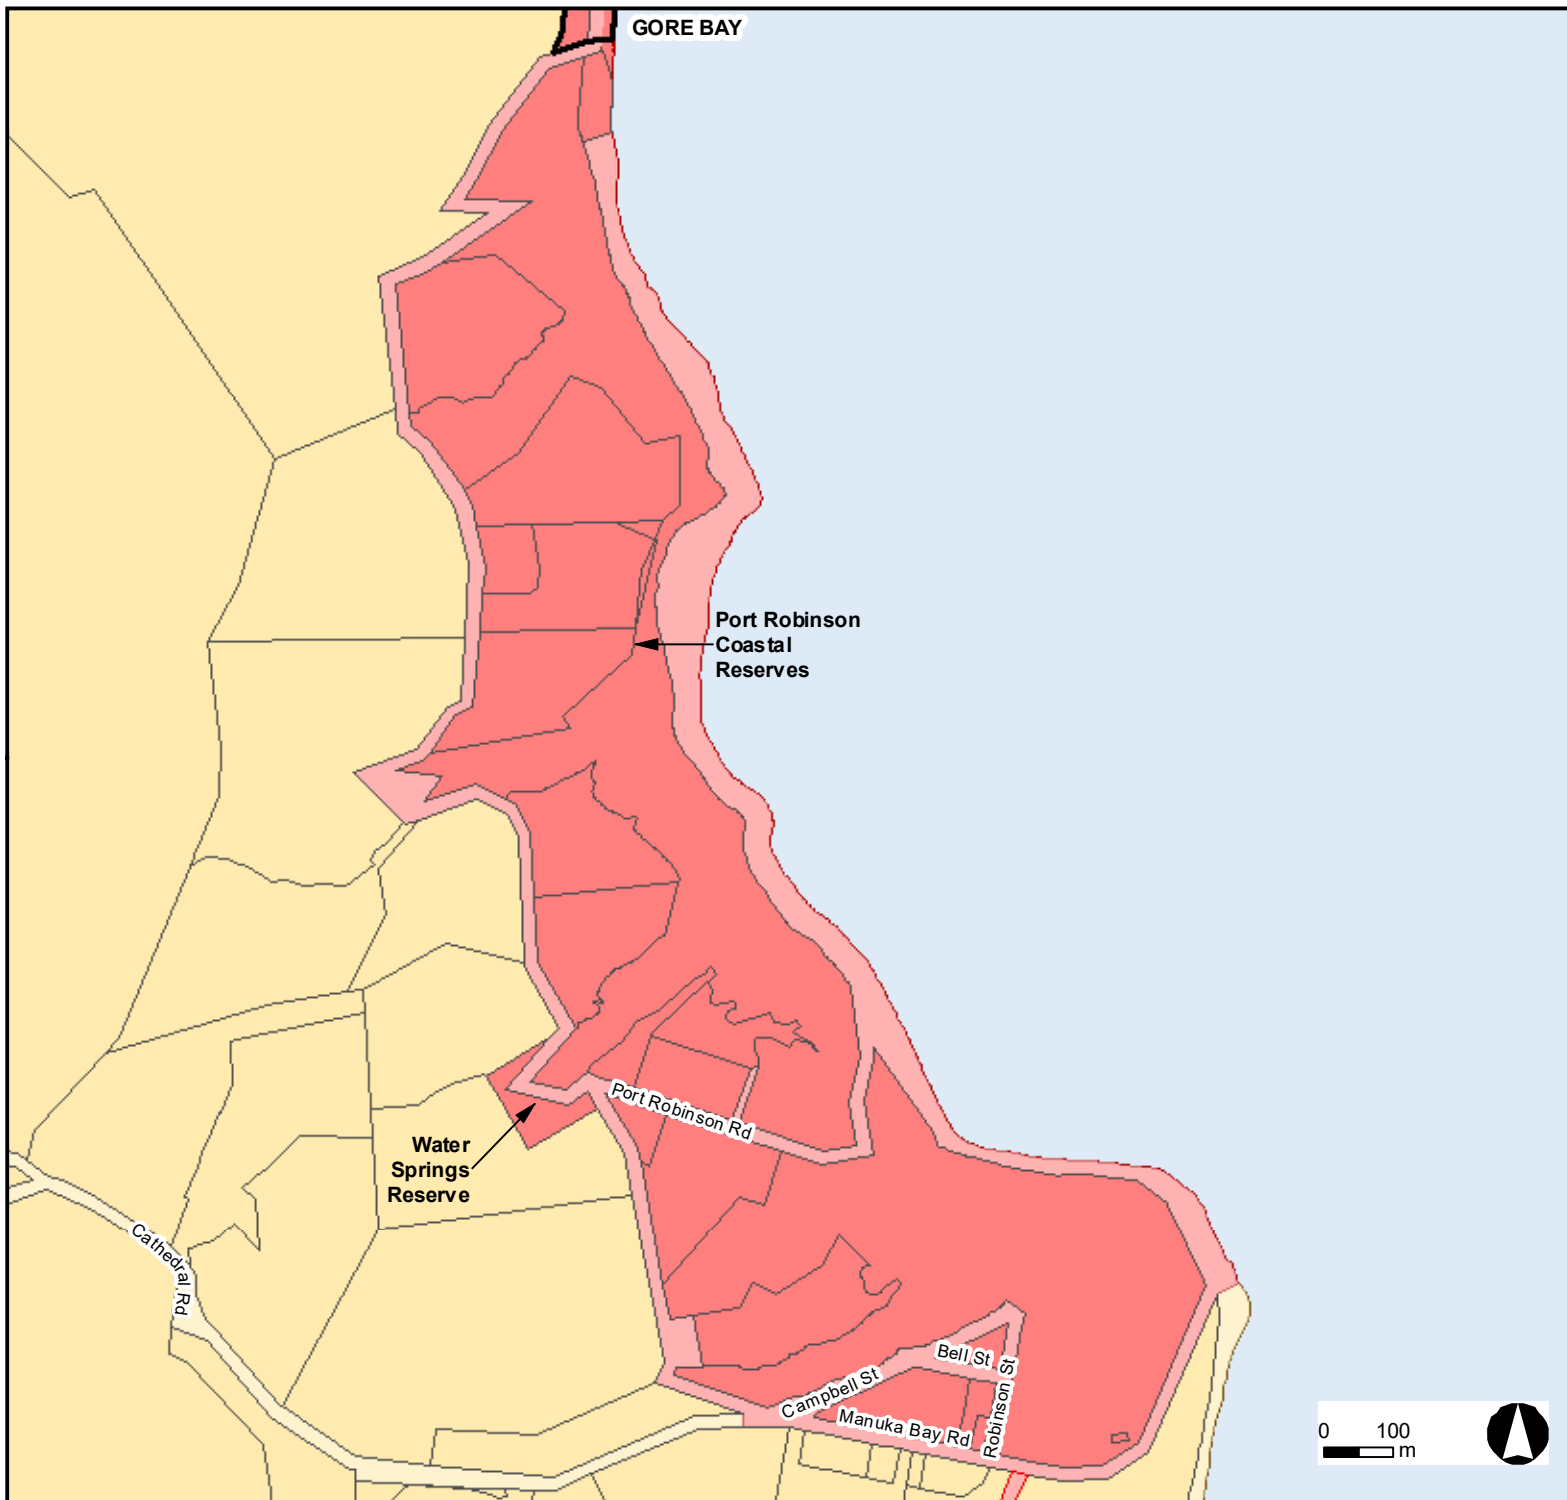 GORE BAY
Port Robinson
Coastal
Reserves
Port Robinson Rd
Water
Springs
Reserve
Cathedral Rd
Bell St
Campbell St
Robinson St
Manuka Bay Rd
0 100
m